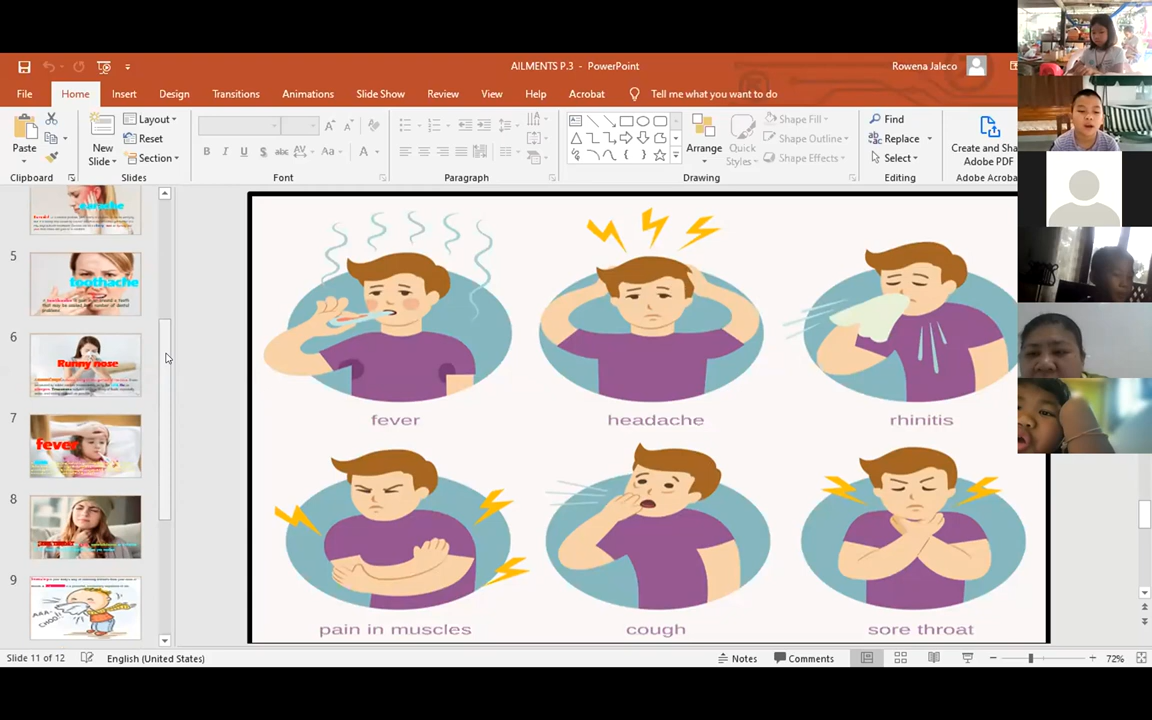 AILMENTS P.3 - PowerPoint
Rowena Jaleco
File Home Insert Design Transitions Animations Slide Show Review View Help Acrobat Tell me what you want to do
Paste
Clipboard
New
Slide
Layout
Reset
Section
Slides
Font
Paragraph
Arrange
Quick
Styles
Shape Fill
Shape Outline
Shape Effects
Drawing
Find
Replace
Select
Editing
Create and Sha
Adobe PDF
Adobe Acroba
5
toothache
6
Runny nose
7
fever
8
9
AAA..
CHOO!!
fever
headache
rhinitis
pain in muscles
cough
sore throat
Slide 11 of 12
English (United States)
Notes
Comments
72%